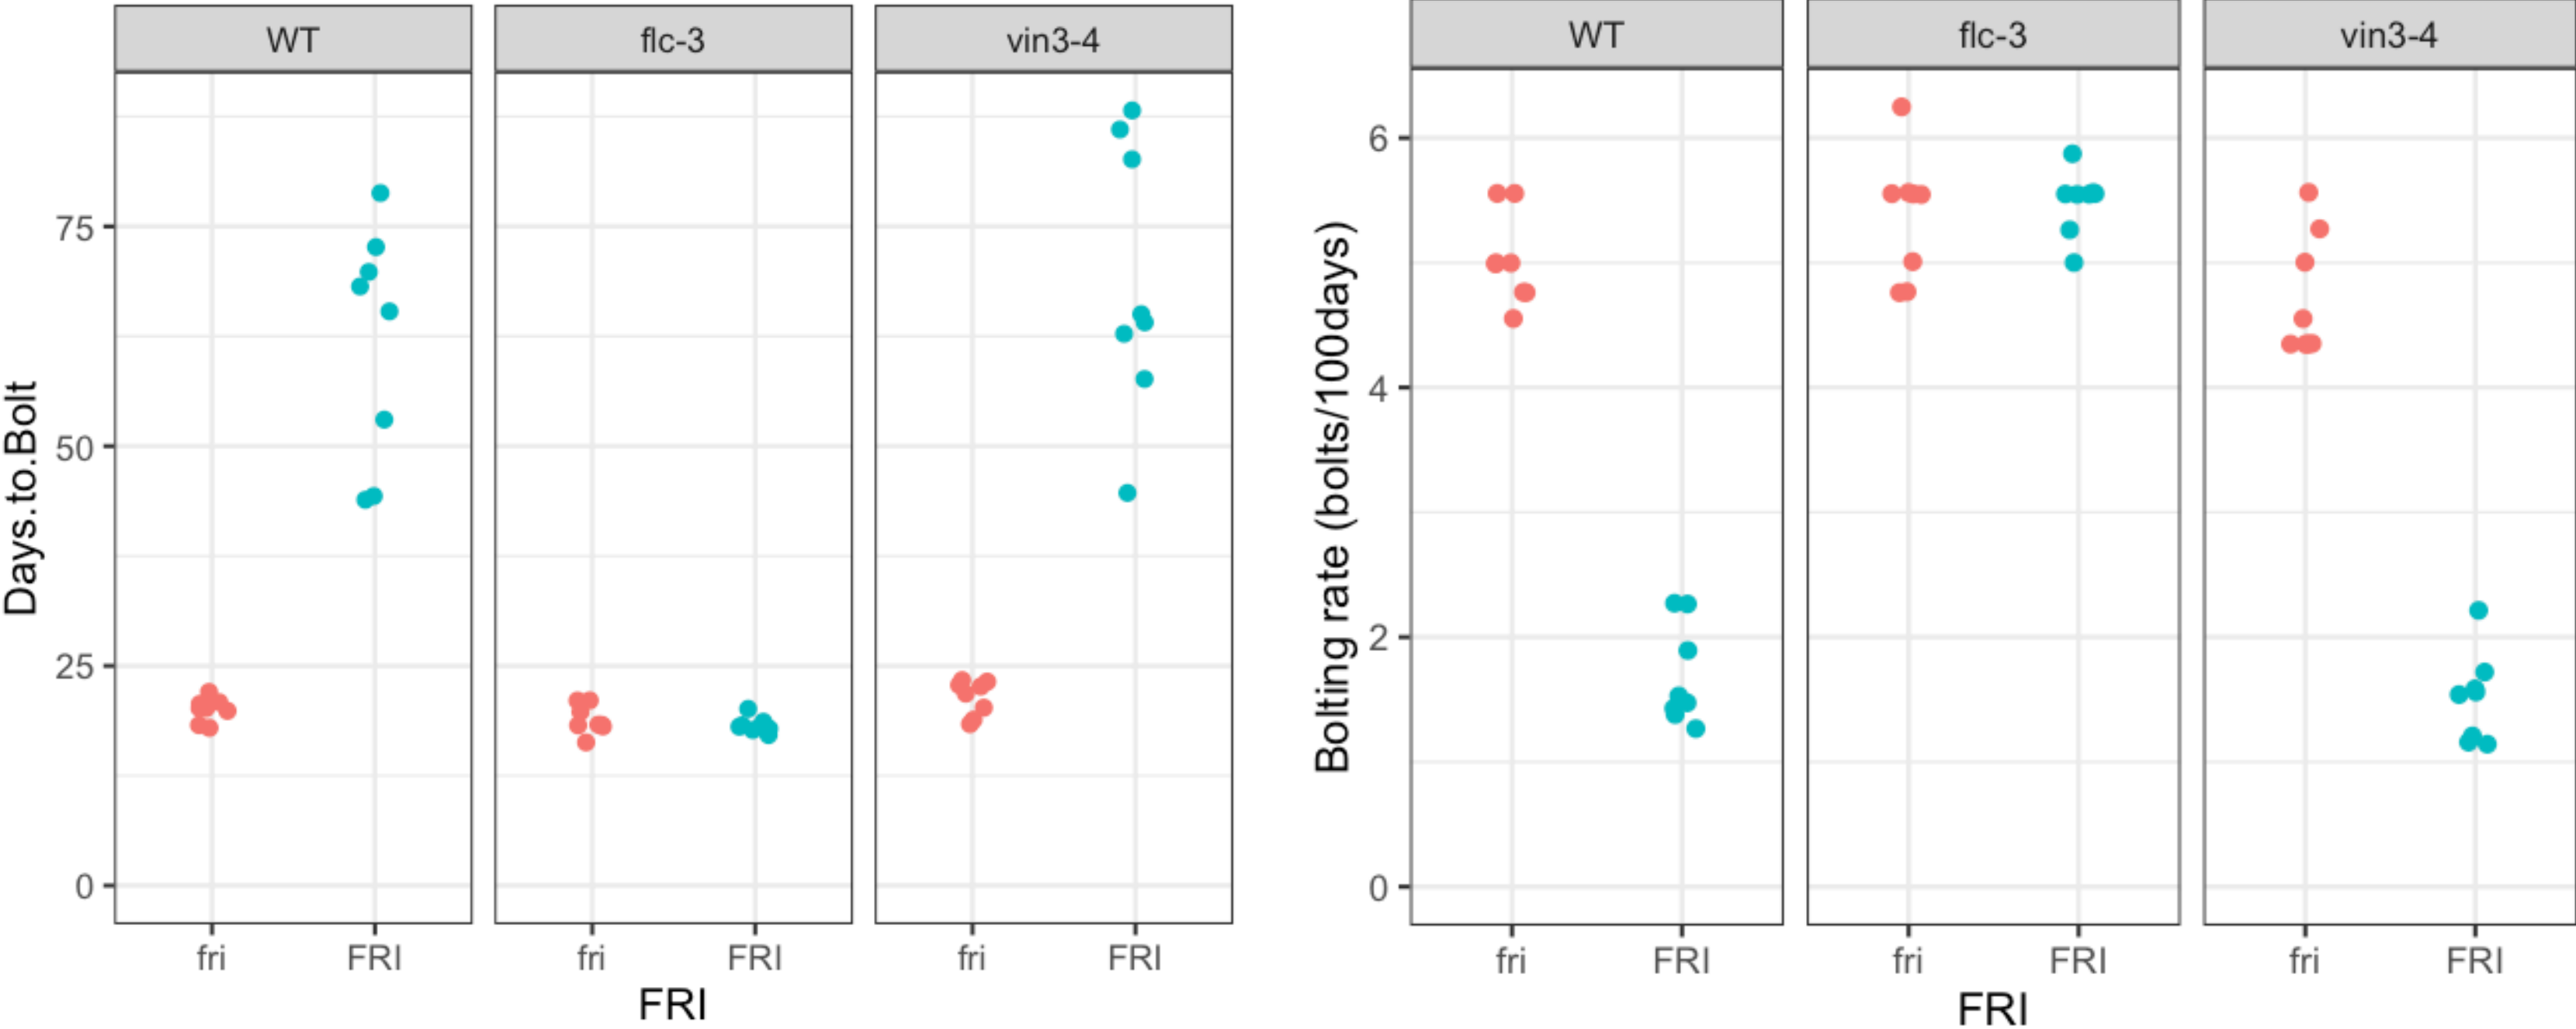 WT flc-3 vin3-4
Days.to.Bolt
75
50
25
0
fri FRI fri FRI fri FRI
FRI
WT flc-3 vin3-4
Bolting rate (bolts/100days)
6
4
2
0
fri FRI fri FRI fri FRI
FRI